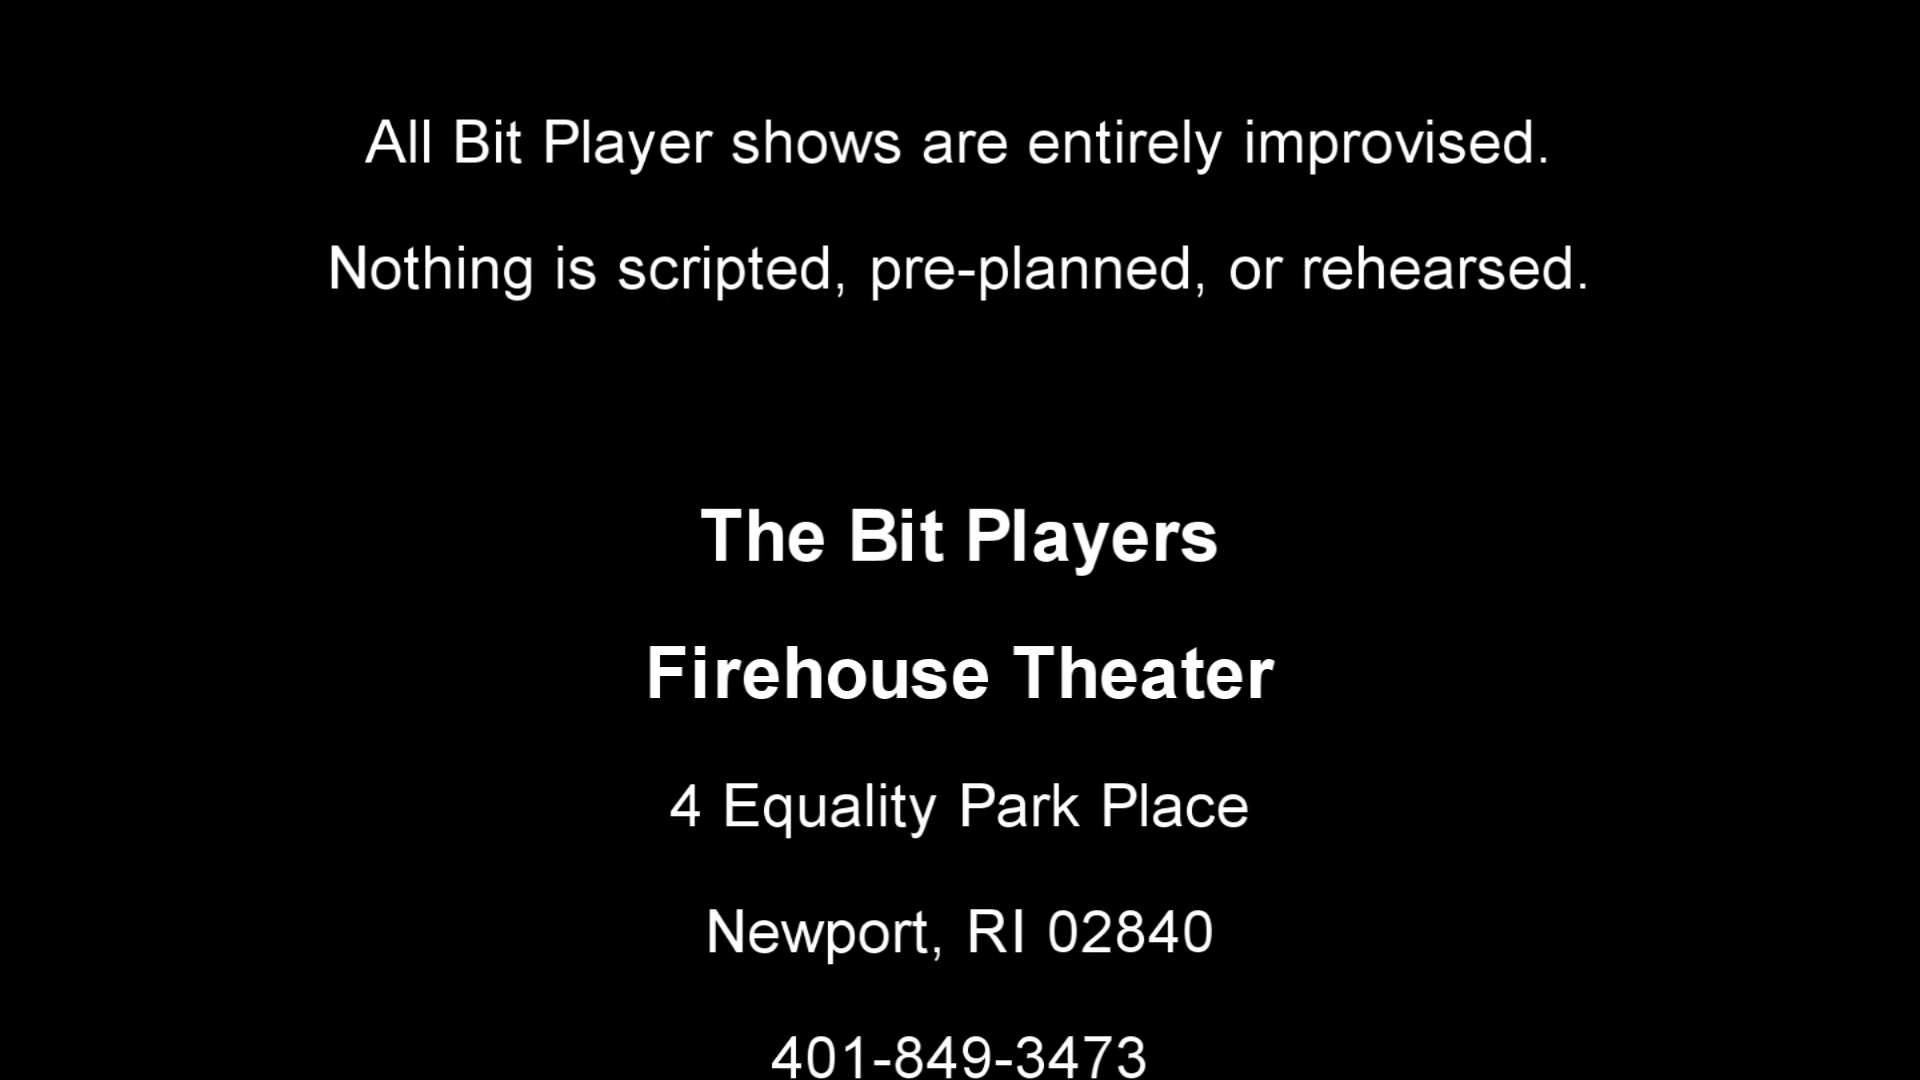 All Bit Player shows are entirely improvised.
Nothing is scripted, pre-planned, or rehearsed.
The Bit Players
Firehouse Theater
4 Equality Park Place
Newport, RI 02840
401-849-3473